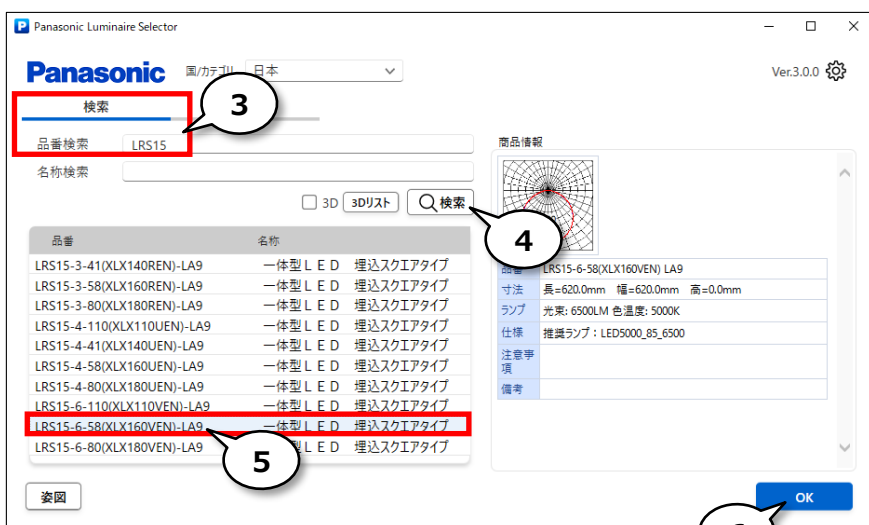 Panasonic Luminaire Selector
Panasonic 国/カテゴリ 日本
Ver.3.0.0
検索
3
品番検索 LRS15
名称検索
3D 3Dリスト 検索
4
品番 名称
LRS15-3-41(XLX140REN)-LA9 一体型ＬＥＤ 埋込スクエアタイプ
LRS15-3-58(XLX160REN)-LA9 一体型ＬＥＤ 埋込スクエアタイプ
LRS15-3-80(XLX180REN)-LA9 一体型ＬＥＤ 埋込スクエアタイプ
LRS15-4-110(XLX110UEN)-LA9 一体型ＬＥＤ 埋込スクエアタイプ
LRS15-4-41(XLX140UEN)-LA9 一体型ＬＥＤ 埋込スクエアタイプ
LRS15-4-58(XLX160UEN)-LA9 一体型ＬＥＤ 埋込スクエアタイプ
LRS15-4-80(XLX180UEN)-LA9 一体型ＬＥＤ 埋込スクエアタイプ
LRS15-6-110(XLX110VEN)-LA9 一体型ＬＥＤ 埋込スクエアタイプ
LRS15-6-58(XLX160VEN)-LA9 一体型ＬＥＤ 埋込スクエアタイプ
LRS15-6-80(XLX180VEN)-LA9 一体型ＬＥＤ 埋込スクエアタイプ
5
姿図
商品情報
品番 LRS15-6-58(XLX160VEN) LA9
寸法 長=620.0mm 幅=620.0mm 高=0.0mm
ランプ 光束: 6500LM 色温度: 5000K
仕様 推奨ランプ：LED5000_85_6500
注意事項
備考
OK